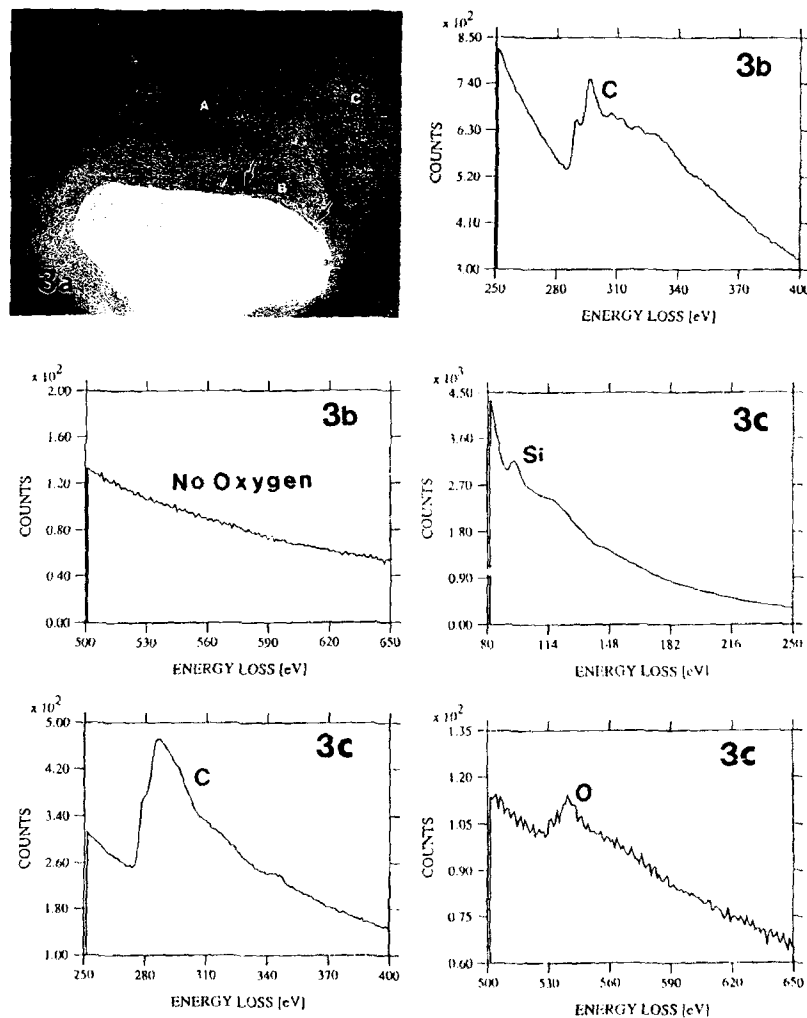 A
C
B
3a
× 10²
3b
C
8.50
7.40
6.30
5.20
4.10
3.00
COUNTS
250 280 310 340 370 400
ENERGY LOSS [eV]
× 10²
3b
No Oxygen
2.00
1.60
1.20
0.80
0.40
0.00
COUNTS
500 530 560 590 620 650
ENERGY LOSS [eV]
× 10³
3c
Si
4.50
3.60
2.70
1.80
0.90
0.00
COUNTS
80 114 148 182 216 250
ENERGY LOSS [eV]
× 10²
3c
C
5.00
4.20
3.40
2.60
1.80
1.00
COUNTS
250 280 310 340 370 400
ENERGY LOSS [eV]
× 10²
3c
O
1.35
1.20
1.05
0.90
0.75
0.60
COUNTS
500 530 560 590 620 650
ENERGY LOSS [eV]